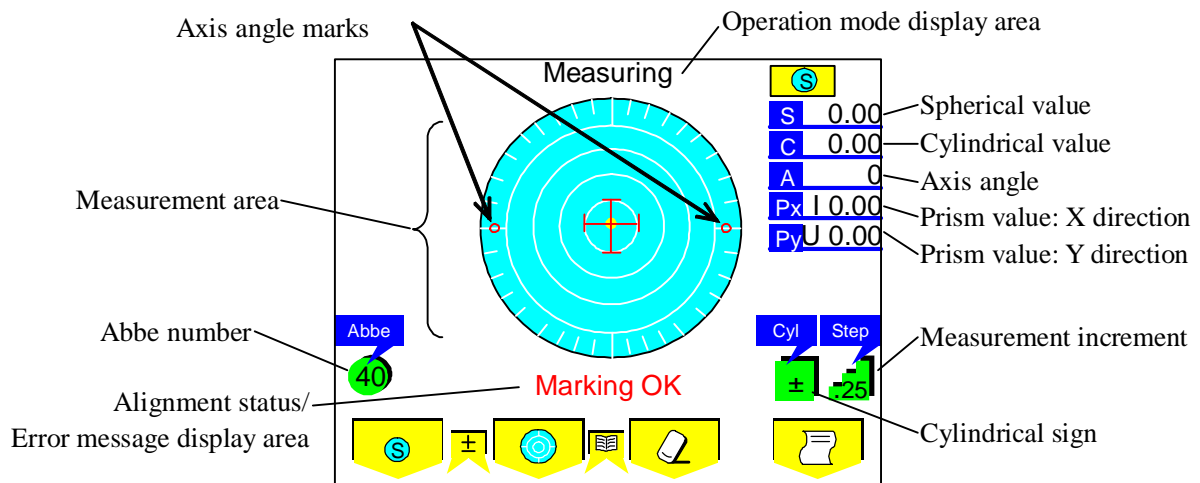 Axis angle marks
Operation mode display area
Measuring
S
S 0.00
Spherical value
C 0.00
Cylindrical value
A 0
Axis angle
Px I 0.00
Prism value: X direction
Py U 0.00
Prism value: Y direction
Measurement area
Abbe
Cyl
Step
Abbe number
40
±
.25
Measurement increment
Marking OK
Alignment status/
Error message display area
Cylindrical sign
S
±